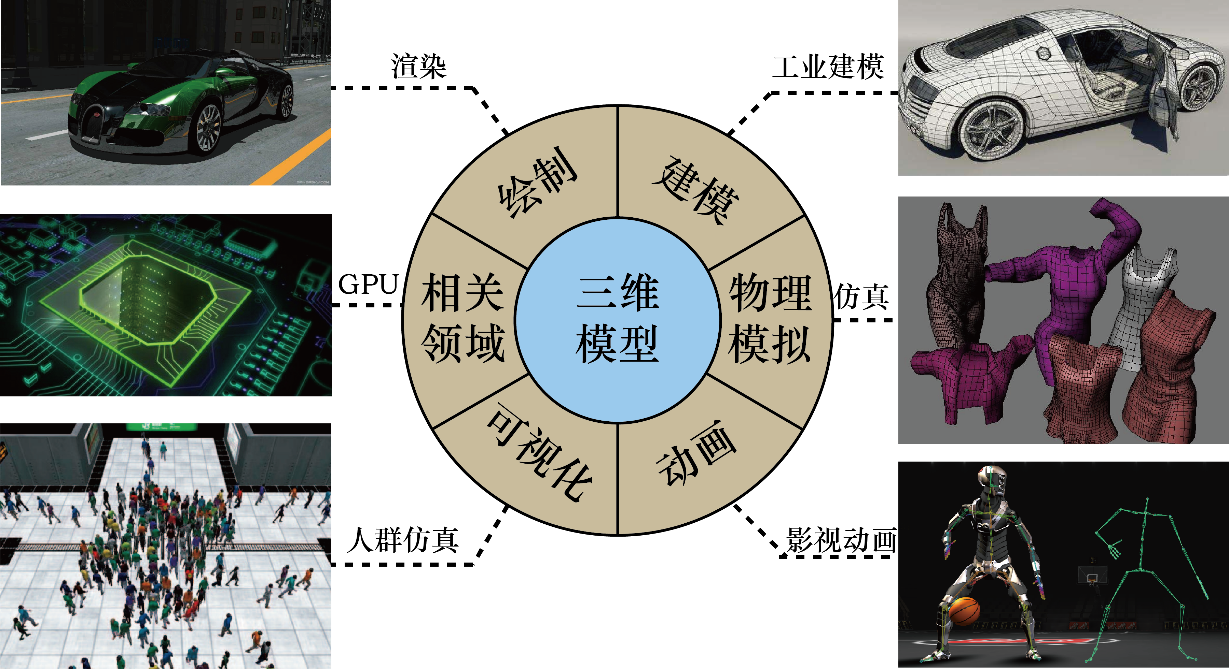 渲染
工业建模
绘制
建模
GPU
相关
领域
三维
模型
物理
模拟
仿真
可视化
动画
人群仿真
影视动画